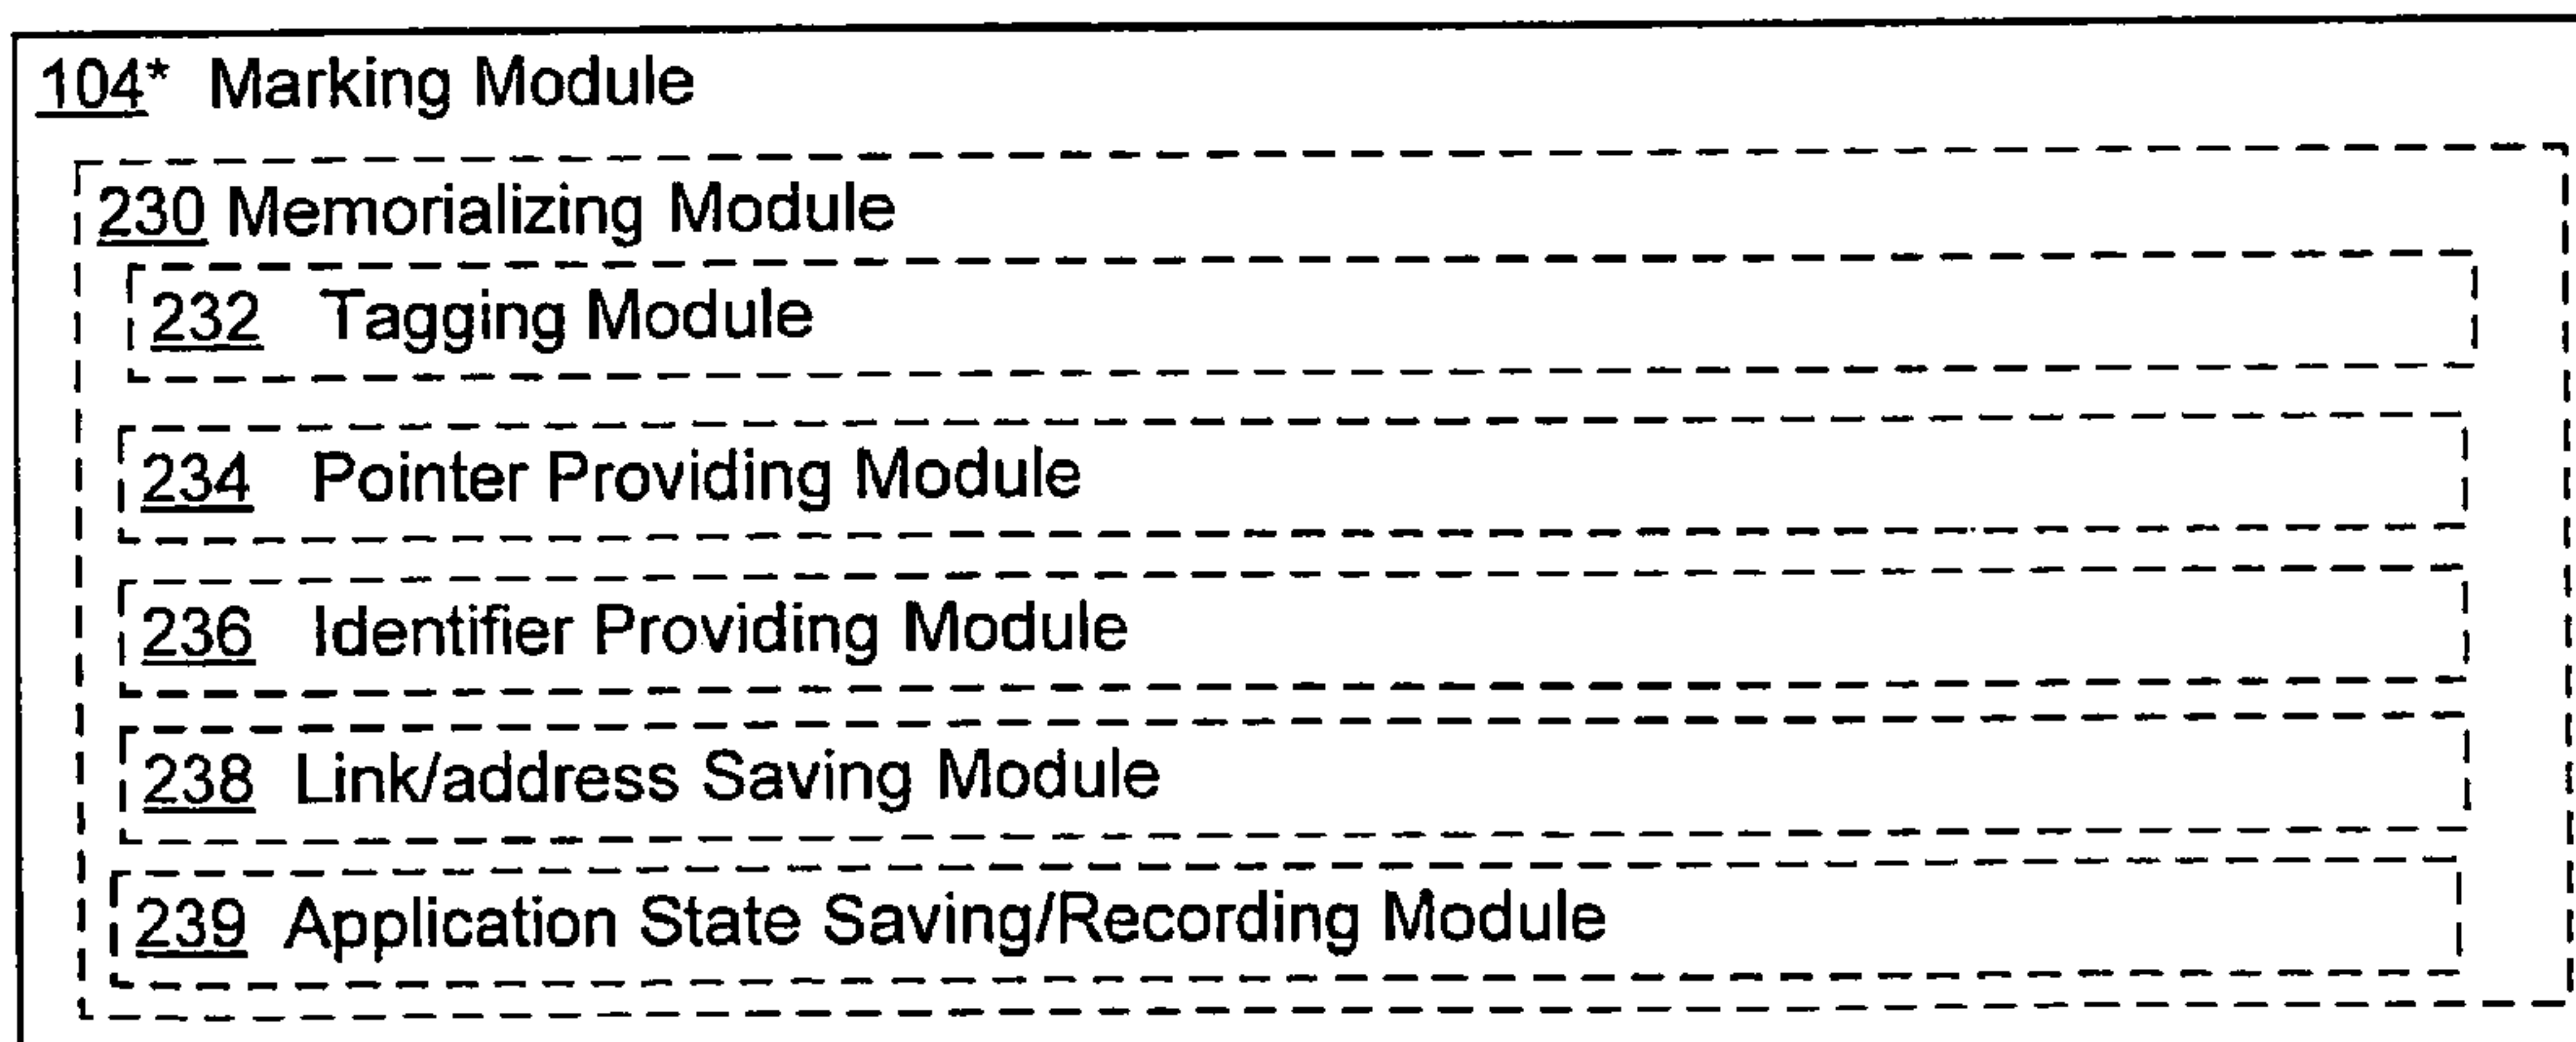 104* Marking Module
230 Memorializing Module
232 Tagging Module
234 Pointer Providing Module
236 Identifier Providing Module
238 Link/address Saving Module
239 Application State Saving/Recording Module